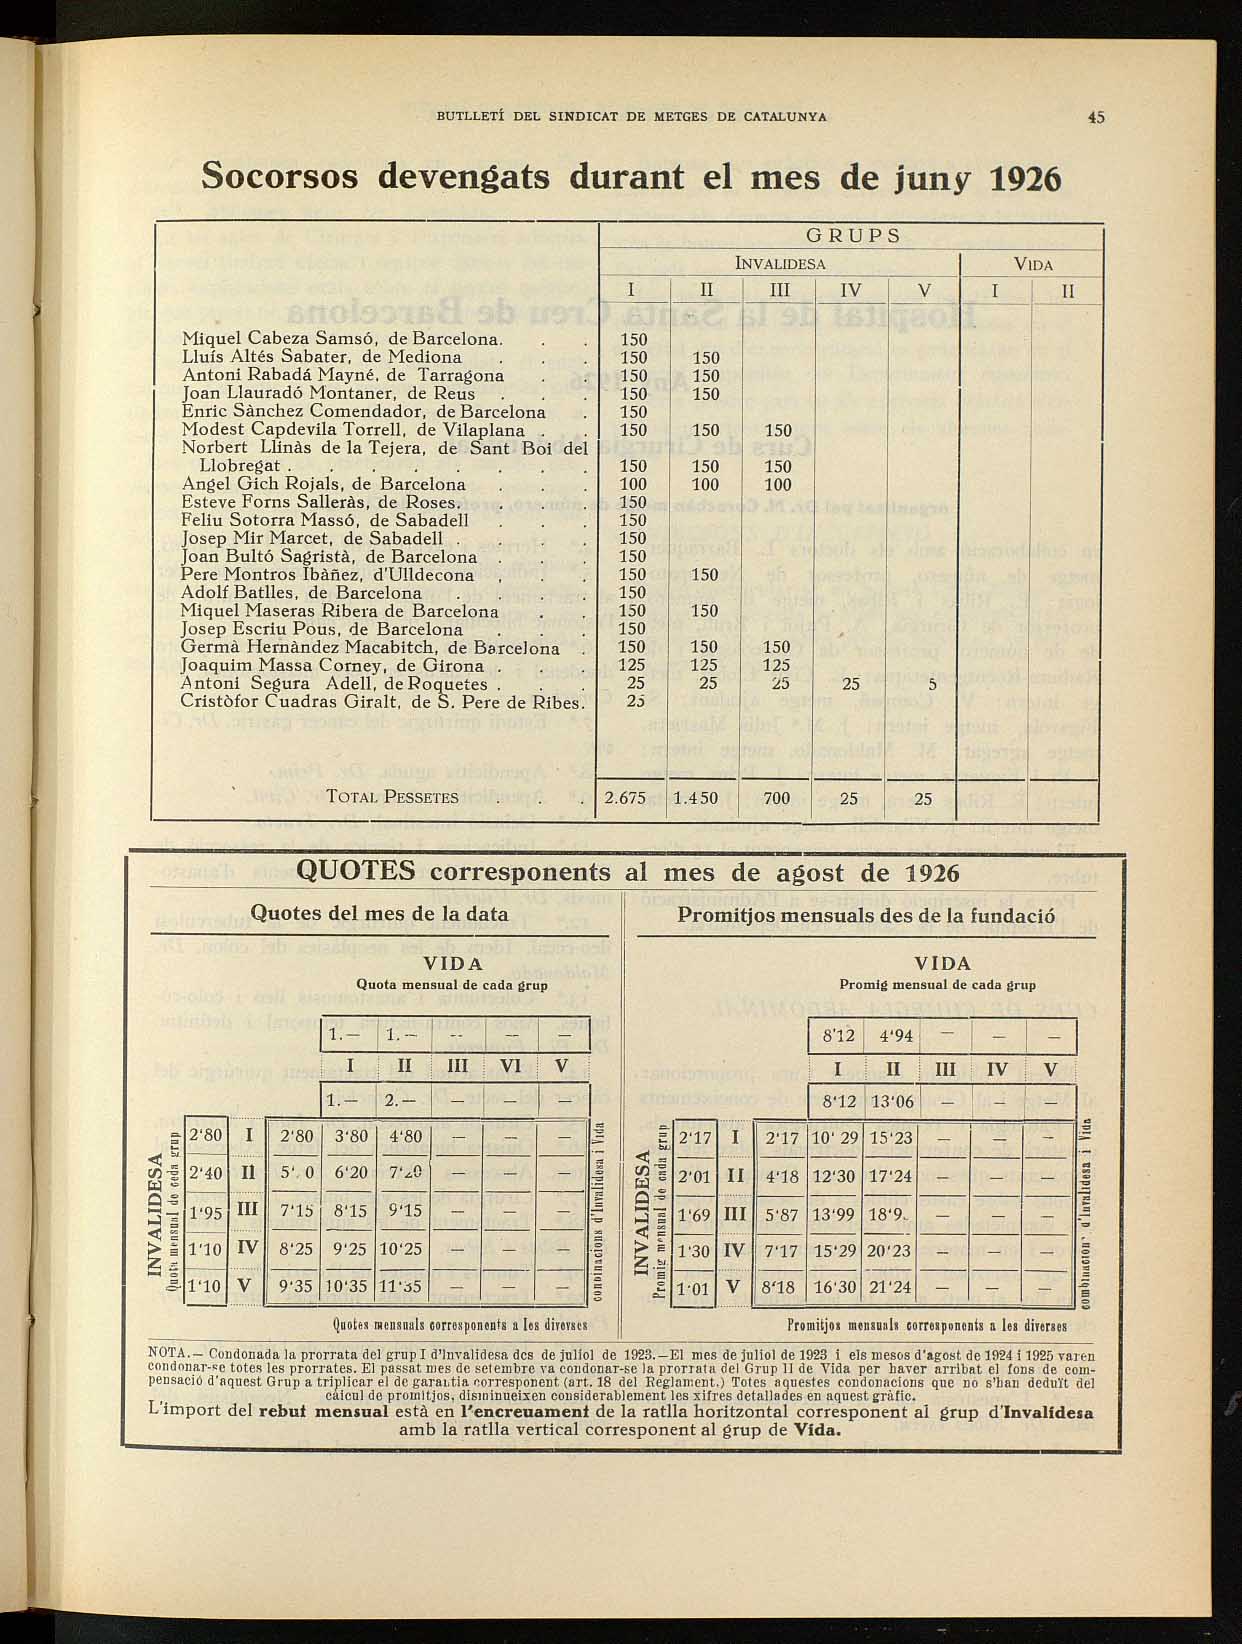 BUTLLETÍ DEL SINDICAT DE METGES DE CATALUNYA 45
Socorsos devengats durant el mes de juny 1926
GRUPS
INVALIDESA VIDA
I II III IV V I II
Miquel Cabeza Samsó, de Barcelona. . . 150
Lluís Altés Sabater, de Mediona . . . 150 150
Antoni Rabadá Mayné, de Tarragona . . 150 150
Joan Llauradó Montaner, de Reus . . . 150 150
Enric Sànchez Comendador, de Barcelona . 150
Modest Capdevila Torrell, de Vilaplana . . 150 150 150
Norbert Llinàs de la Tejera, de Sant Boi del
Llobregat . . . . . . . 150 150 150
Angel Gich Rojals, de Barcelona . . . 100 100 100
Esteve Forns Salleràs, de Roses. . . . 150
Feliu Sotorra Massó, de Sabadell . . . 150
Josep Mir Marcet, de Sabadell . . . . 150
Joan Bultó Sagristà, de Barcelona . . . 150
Pere Montros Ibàñez, d'Ulldecona . . . 150 150
Adolf Batlles, de Barcelona . . . . 150
Miquel Maseras Ribera de Barcelona . . 150 150
Josep Escriu Pous, de Barcelona . . . 150
Germà Hernàndez Macabitch, de Barcelona . 150 150 150
Joaquim Massa Corney, de Girona . . . 125 125 125
Antoni Segura Adell, de Roquetes . . . 25 25 25 25 5
Cristòfor Cuadras Giralt, de S. Pere de Ribes. 25
TOTAL PESSETES . . . 2.675 1.450 700 25 25
QUOTES corresponents al mes de agost de 1926
Quotes del mes de la data
VIDA
Quota mensual de cada grup
1.— 1.— -- — —
I II III VI V
1.— 2.— — — —
INVALIDESA
Quota mensual de cada grup
2'80 I 2'80 3'80 4'80 — — —
2'40 II 5'. 0 6'20 7'20 — — —
1'95 III 7'15 8'15 9'15 — — —
1'10 IV 8'25 9'25 10'25 — — —
1'10 V 9'35 10'35 11'35 — — —
combinacions d'Invalidesa i Vida
Quotes mensuals corresponents a les diverses
Promitjos mensuals des de la fundació
VIDA
Promig mensual de cada grup
8'12 4'94 — — —
I II III IV V
8'12 13'06 — — —
INVALIDESA
Promig mensual de cada grup
2'17 I 2'17 10' 29 15'23 — — —
2'01 II 4'18 12'30 17'24 — — —
1'69 III 5'87 13'99 18'9. — — —
1'30 IV 7'17 15'29 20'23 — — —
1'01 V 8'18 16'30 21'24 — — —
combinacion' d'Invalidesa i Vida
Promitjos mensuals corresponents a les diverses
NOTA.— Condonada la prorrata del grup I d'Invalidesa des de juliol de 1923.—El mes de juliol de 1923 i els mesos d'agost de 1924 i 1925 varen
condonar-se totes les prorrates. El passat mes de setembre va condonar-se la prorrata del Grup II de Vida per haver arribat el fons de com-
pensació d'aquest Grup a triplicar el de garantia corresponent (art. 18 del Reglament.) Totes aquestes condonacions que no s'han deduït del
càlcul de promitjos, disminueixen considerablement les xifres detallades en aquest gràfic.
L'import del rebut mensual està en l'encreuament de la ratlla horitzontal corresponent al grup d'Invalidesa
amb la ratlla vertical corresponent al grup de Vida.